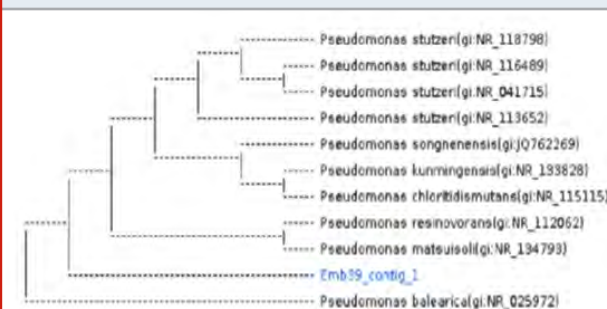 Pseudomonas stutzeri(gi:NR_118798)
Pseudomonas stutzeri(gi:NR_116489)
Pseudomonas stutzeri(gi:NR_041715)
Pseudomonas stutzeri(gi:NR_113652)
Pseudomonas songnenensis(gi:JQ762269)
Pseudomonas kunmingensis(gi:NR_133828)
Pseudomonas chloritidismutans(gi:NR_115115)
Pseudomonas resinovorans(gi:NR_112062)
Pseudomonas matsuisoli(gi:NR_134793)
Emb39_contig_1
Pseudomonas balearica(gi:NR_025972)